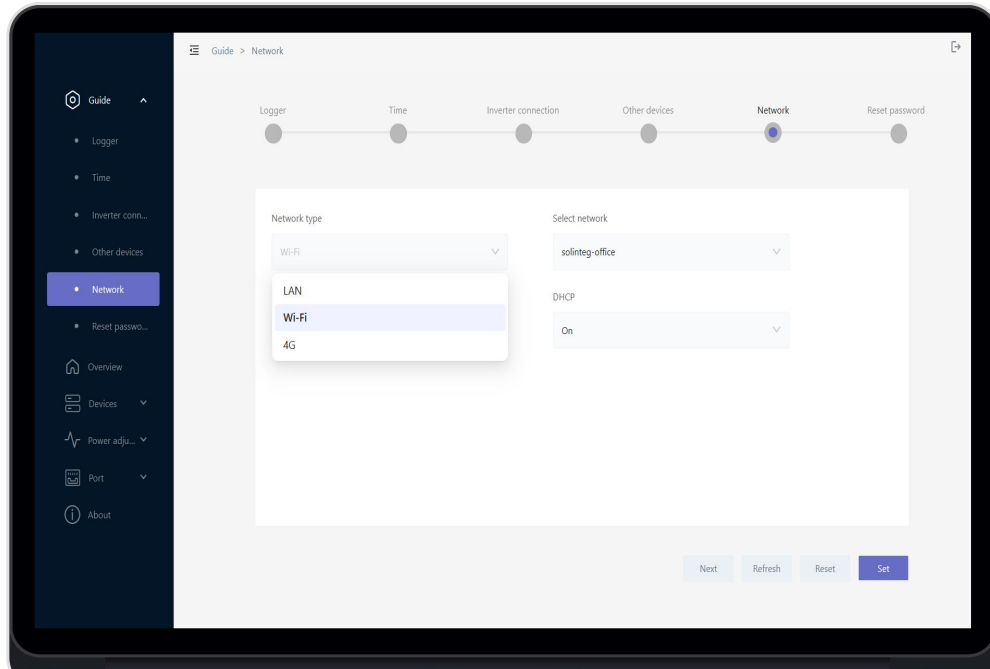 Guide > Network
Guide
Logger
Time
Inverter conn...
Other devices
Network
Reset passwo...
Overview
Devices
Power adju...
Port
About
Logger
Time
Inverter connection
Other devices
Network
Reset password
Network type
Wi-Fi
LAN
Wi-Fi
4G
Select network
solinteg-office
DHCP
On
Next
Refresh
Reset
Set